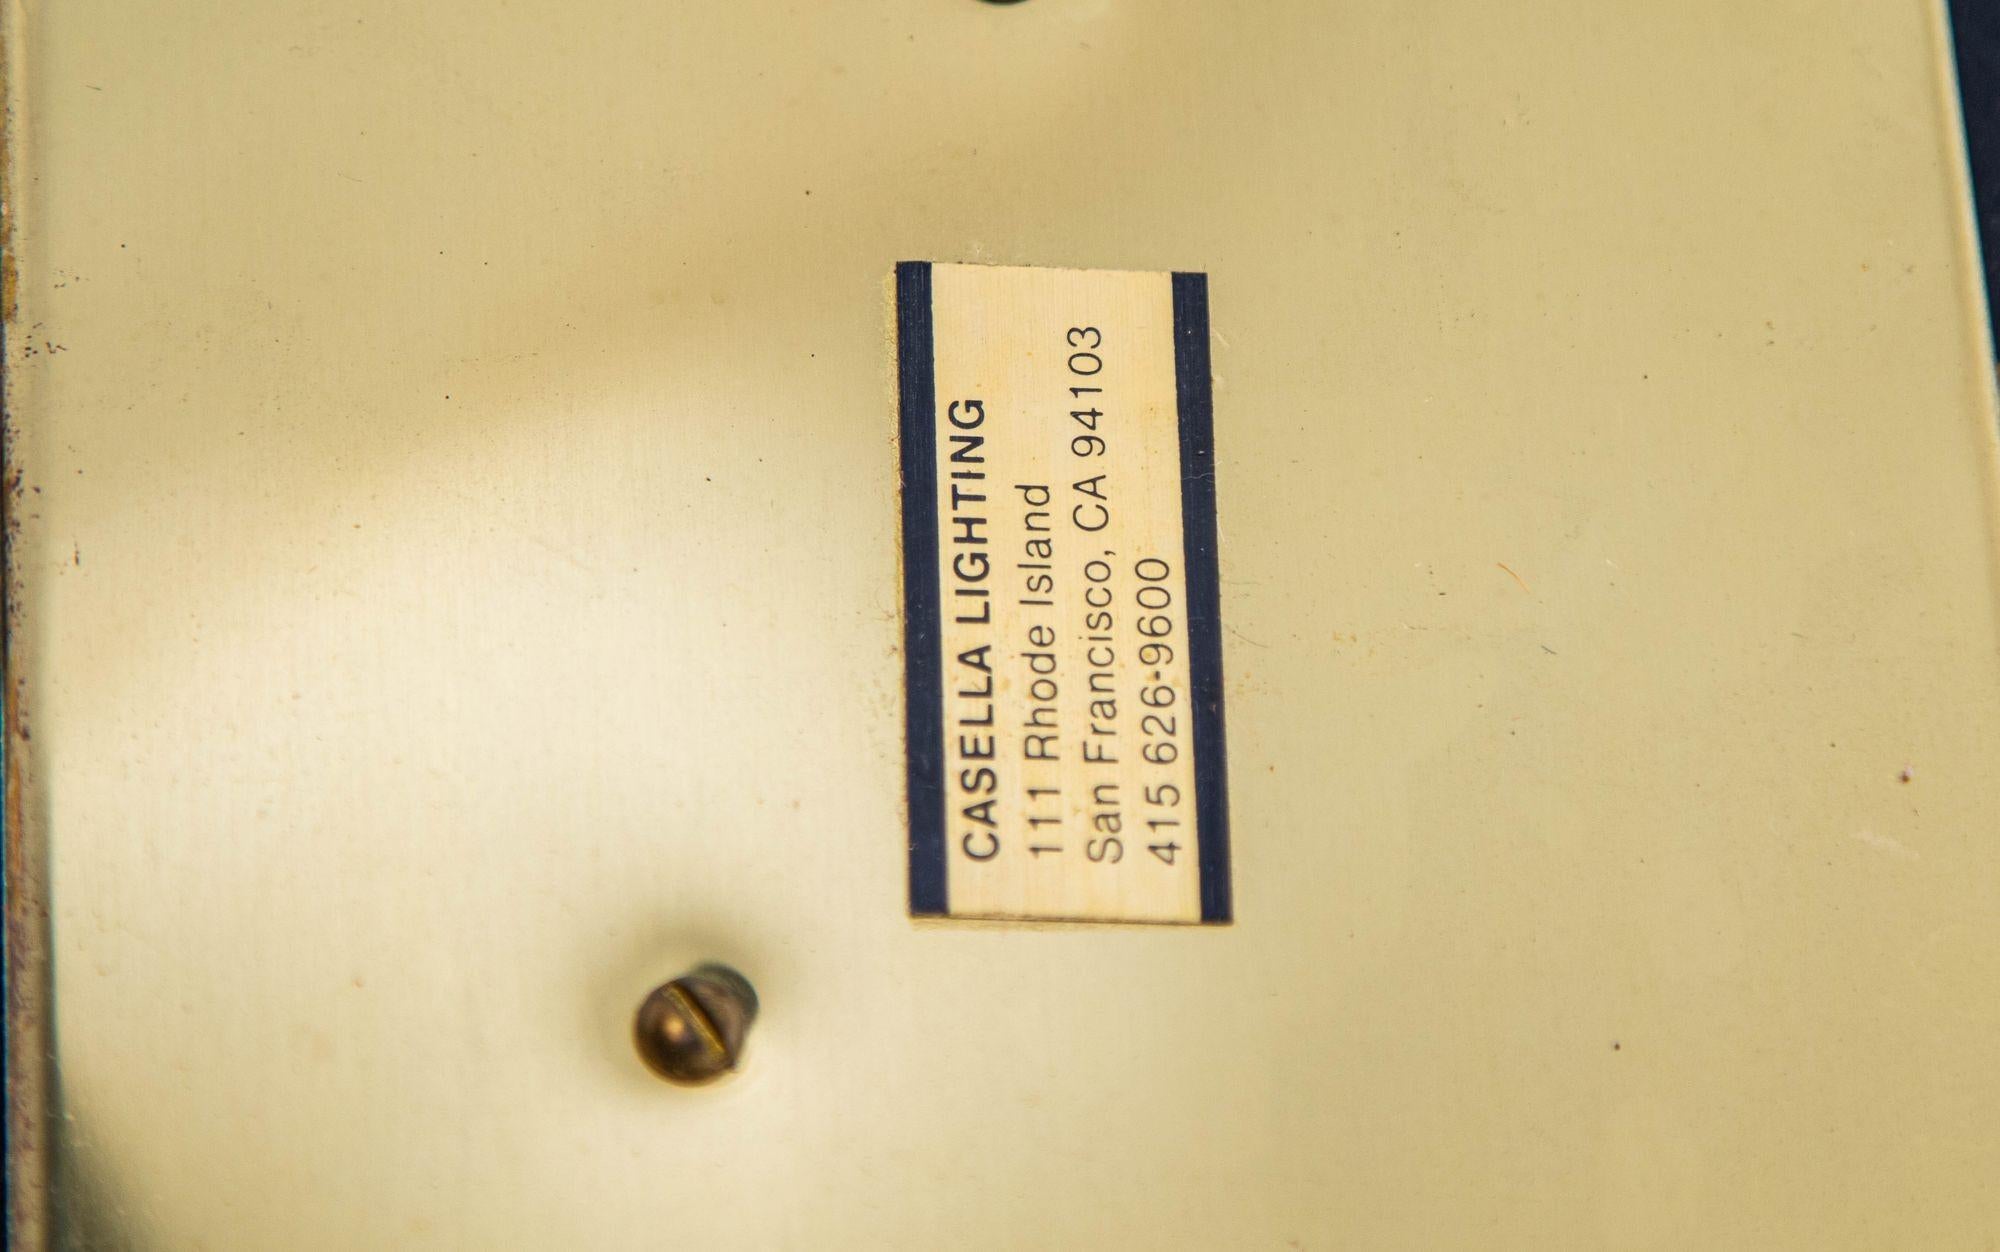 CASELLA LIGHTING
111 Rhode Island
San Francisco, CA 94103
415 626-9600